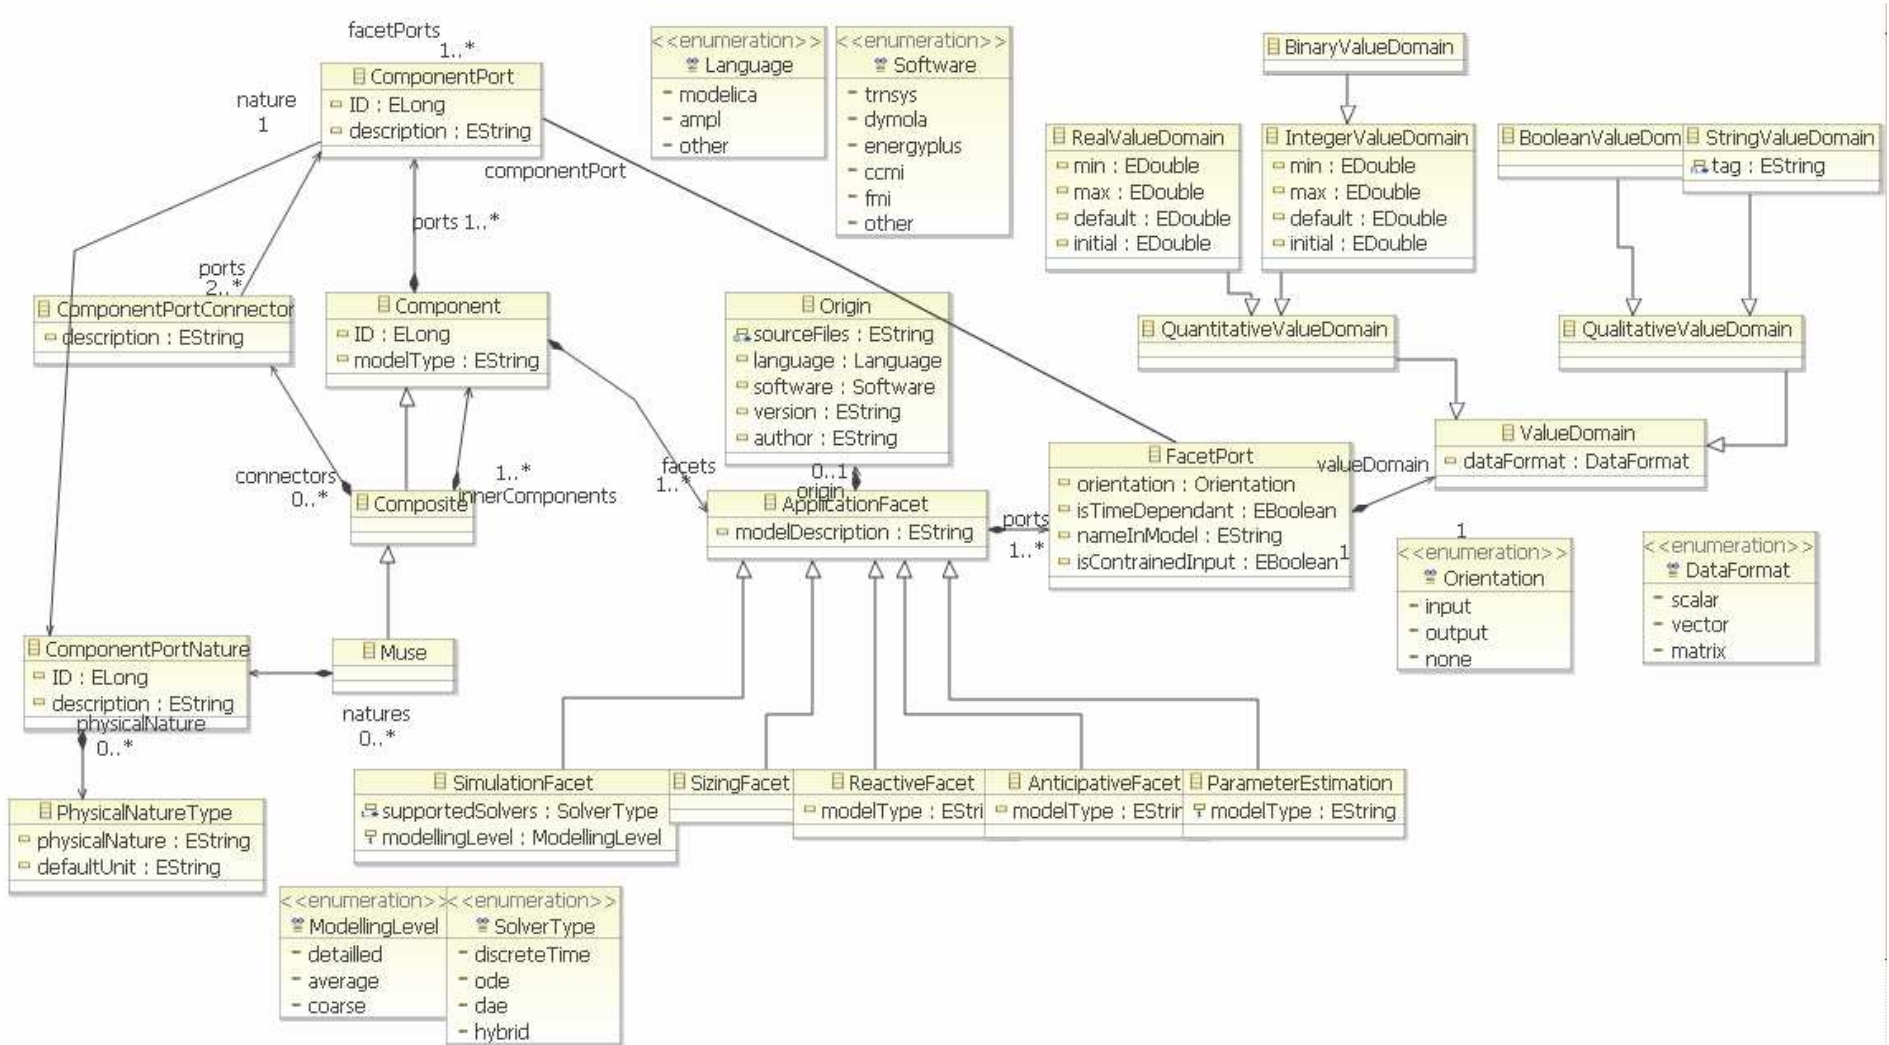 facetPorts
1..*
ComponentPort
ID : ELong
description : EString
nature
1
componentPort
ports 1..*
<<enumeration>>
Language
modelica
ampl
other
<<enumeration>>
Software
trnsys
dymola
energyplus
ccmi
fmi
other
BinaryValueDomain
RealValueDomain
min : EDouble
max : EDouble
default : EDouble
initial : EDouble
IntegerValueDomain
min : EDouble
max : EDouble
default : EDouble
initial : EDouble
BooleanValueDom
StringValueDomain
tag : EString
ports
2..*
ComponentPortConnector
description : EString
Component
ID : ELong
modelType : EString
Origin
sourceFiles : EString
language : Language
software : Software
version : EString
author : EString
QuantitativeValueDomain
QualitativeValueDomain
ValueDomain
dataFormat : DataFormat
connectors
0..*
Composite
1..*
innerComponents
facets
1..*
0..1
origin
ApplicationFacet
modelDescription : EString
ports
1..*
FacetPort
orientation : Orientation
isTimeDependant : EBoolean
nameInModel : EString
isContrainedInput : EBoolean
1
valueDomain
1
<<enumeration>>
Orientation
input
output
none
<<enumeration>>
DataFormat
scalar
vector
matrix
ComponentPortNature
ID : ELong
description : EString
Muse
natures
0..*
physicalNature
0..*
PhysicalNatureType
physicalNature : EString
defaultUnit : EString
SimulationFacet
supportedSolvers : SolverType
modellingLevel : ModellingLevel
SizingFacet
ReactiveFacet
modelType : EStri
AnticipativeFacet
modelType : EStrir
ParameterEstimation
modelType : EString
<<enumeration>>
ModellingLevel
detailled
average
coarse
<<enumeration>>
SolverType
discreteTime
ode
dae
hybrid